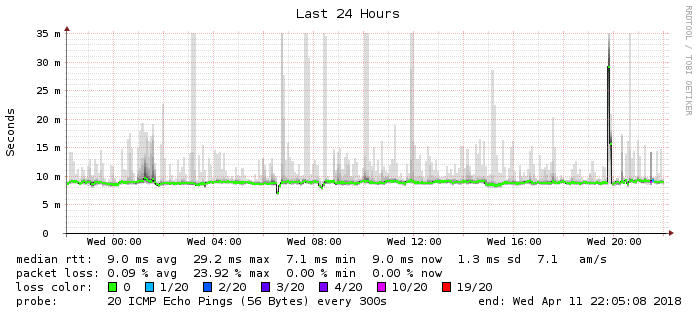 Last 24 Hours
RRDTOOL / TOBI OETIKER
Seconds
35 m
30 m
25 m
20 m
15 m
10 m
5 m
0
Wed 00:00 Wed 04:00 Wed 08:00 Wed 12:00 Wed 16:00 Wed 20:00
median rtt: 9.0 ms avg 29.2 ms max 7.1 ms min 9.0 ms now 1.3 ms sd 7.1 am/s
packet loss: 0.09 % avg 23.92 % max 0.00 % min 0.00 % now
loss color: 0 1/20 2/20 3/20 4/20 10/20 19/20
probe: 20 ICMP Echo Pings (56 Bytes) every 300s end: Wed Apr 11 22:05:08 2018